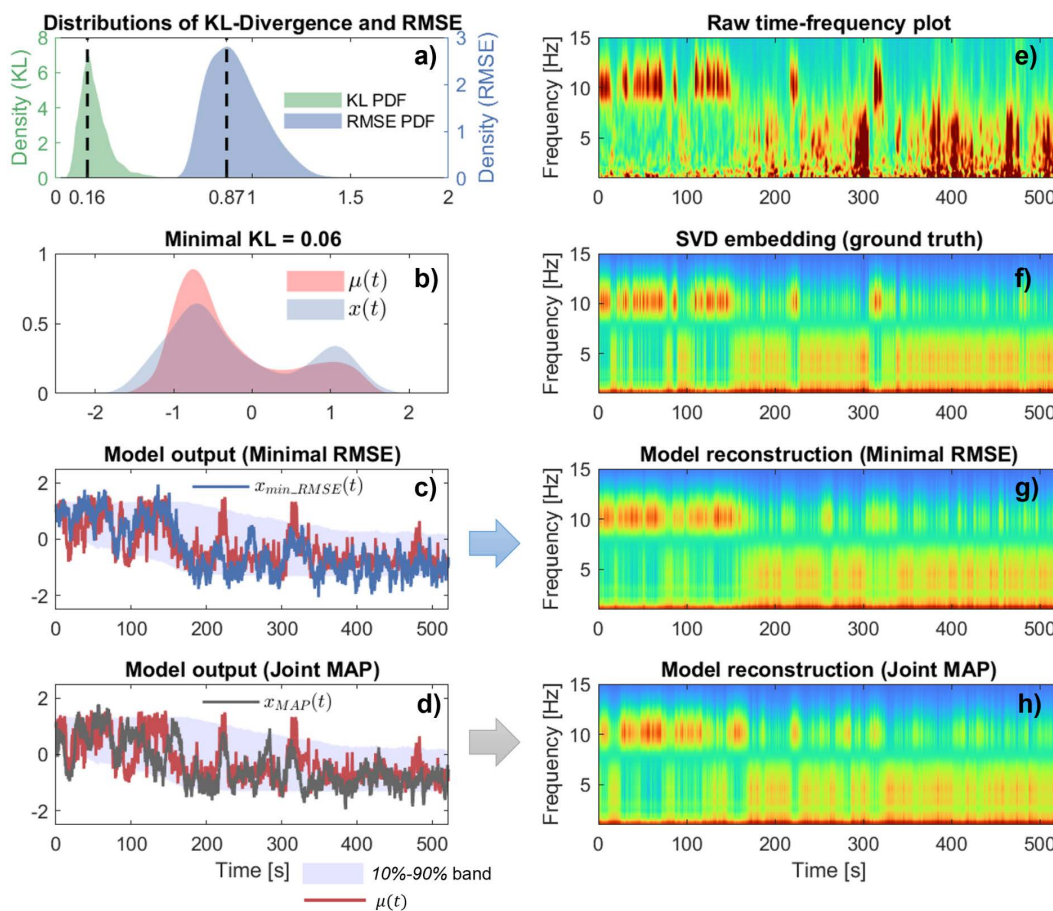 Distributions of KL-Divergence and RMSE
a)
Density (KL)
8
6
4
2
0
KL PDF
RMSE PDF
3
2
1
0
Density (RMSE)
0 0.16 0.871 1.5 2
Minimal KL = 0.06
b)
1
0.5
0
μ(t)
x(t)
-2 -1 0 1 2
Model output (Minimal RMSE)
c)
2
0
-2
x_{min_RMSE}(t)
0 100 200 300 400 500
Model output (Joint MAP)
d)
2
0
-2
x_{MAP}(t)
0 100 200 300 400 500
Time [s]
10%-90% band
μ(t)
Raw time-frequency plot
e)
Frequency [Hz]
15
10
5
0 100 200 300 400 500
SVD embedding (ground truth)
f)
Frequency [Hz]
15
10
5
0 100 200 300 400 500
Model reconstruction (Minimal RMSE)
g)
Frequency [Hz]
15
10
5
0 100 200 300 400 500
Model reconstruction (Joint MAP)
h)
Frequency [Hz]
15
10
5
0 100 200 300 400 500
Time [s]